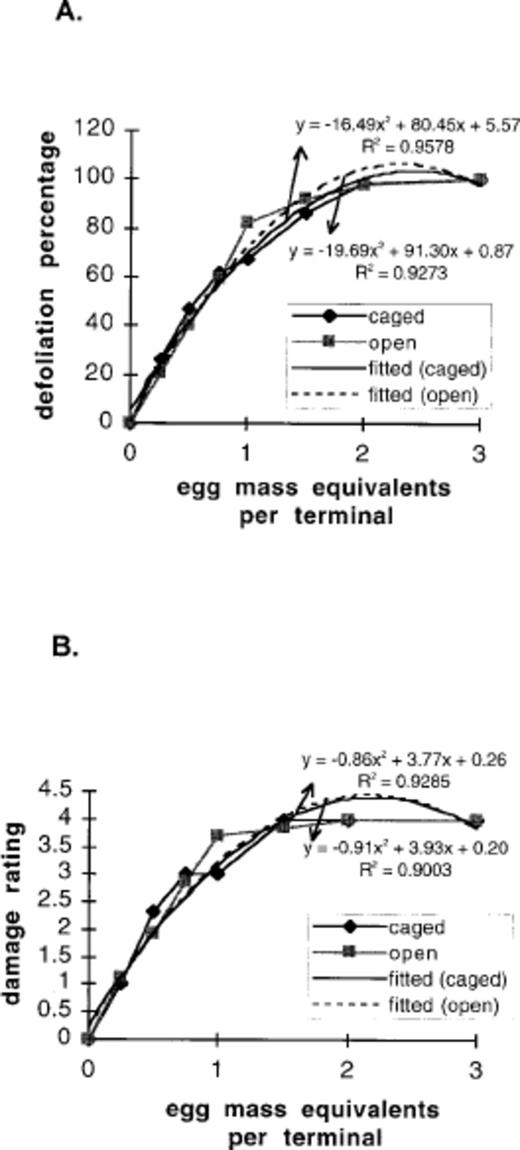 A.
y = -16.49x² + 80.45x + 5.57
R² = 0.9578
y = -19.69x² + 91.30x + 0.87
R² = 0.9273
120
100
80
60
40
20
0
defoliation percentage
caged
open
fitted (caged)
fitted (open)
0 1 2 3
egg mass equivalents
per terminal
B.
y = -0.86x² + 3.77x + 0.26
R² = 0.9285
y = -0.91x² + 3.93x + 0.20
R² = 0.9003
4.5
4
3.5
3
2.5
2
1.5
1
0.5
0
damage rating
caged
open
fitted (caged)
fitted (open)
0 1 2 3
egg mass equivalents
per terminal